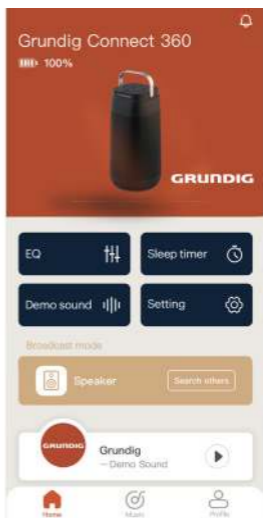 Grundig Connect 360
100%
GRUNDIG
EQ
Sleep timer
Demo sound
Setting
Broadcast mode
Speaker
Search others
GRUNDIG
Grundig
—Demo Sound
Home
Music
Profile